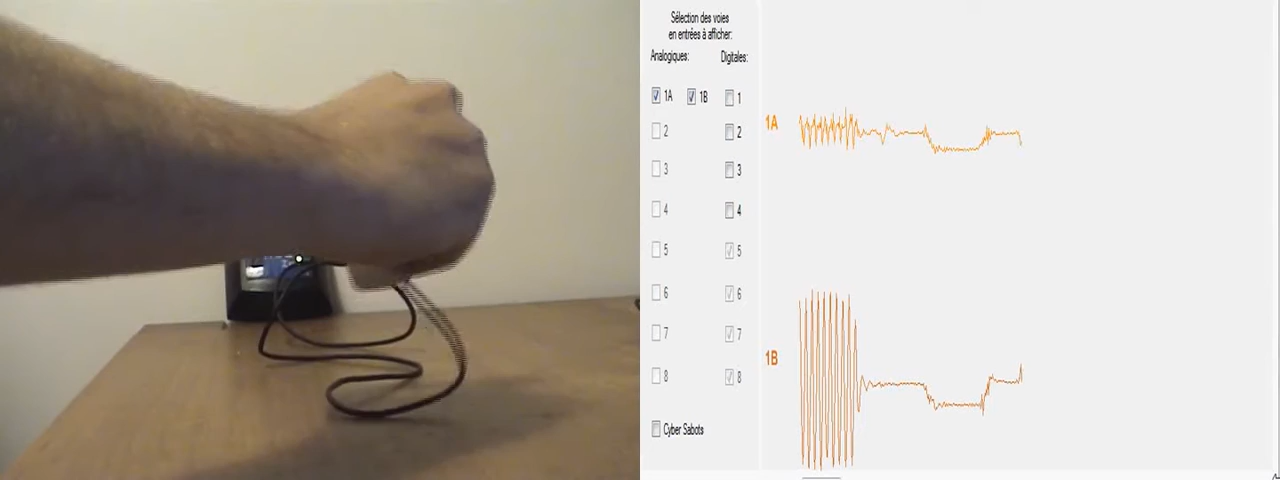 Sélection des voies
en entrées à afficher:
Analogiques: Digitales:
1A 1B 1
2 2
3 3
4 4
5 5
6 6
7 7
8 8
Cyber Sabots
1A
1B